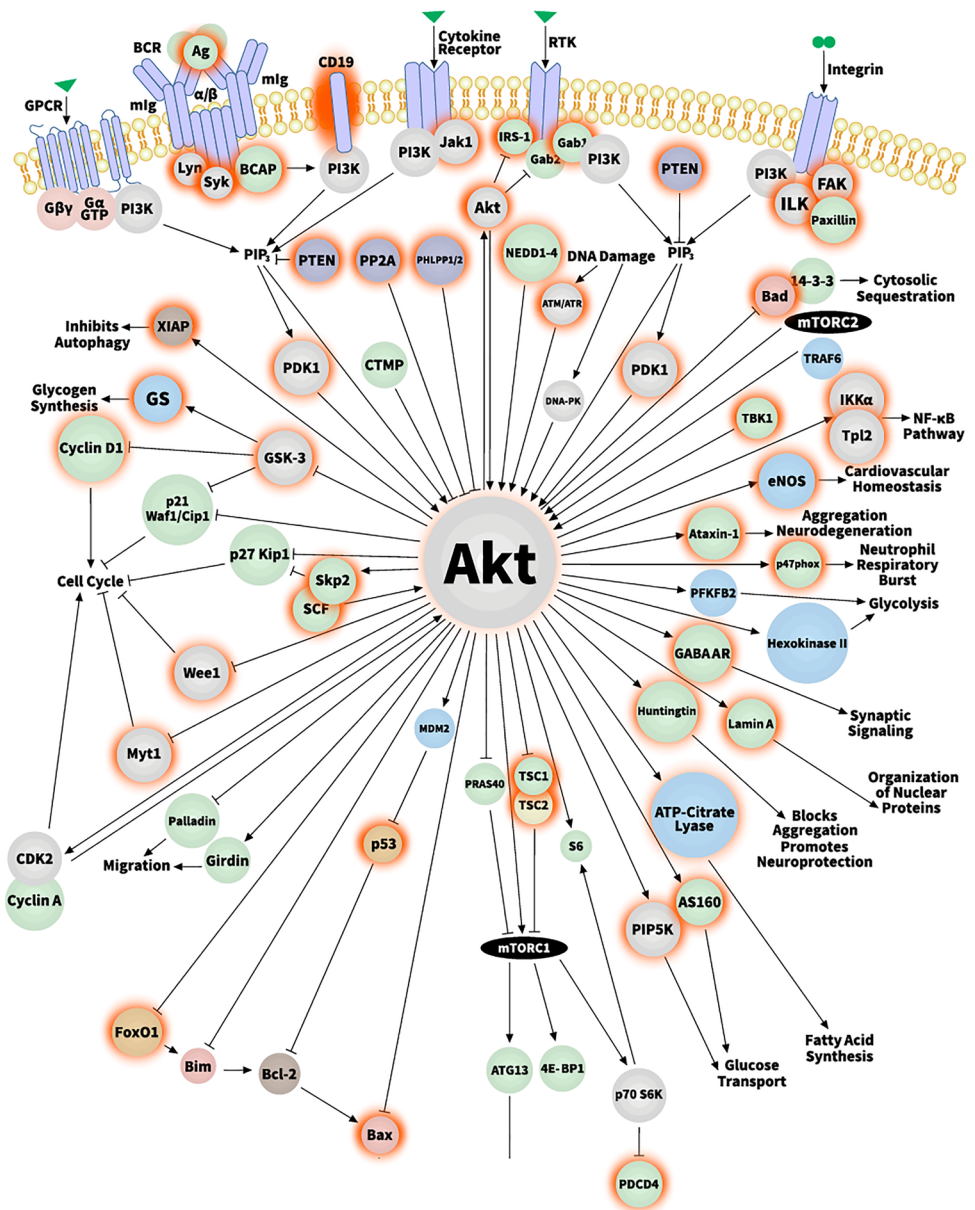 BCR
Ag
mIg
α/β
mIg
GPCR
CD19
Cytokine
Receptor
RTK
Integrin
Lyn
Syk
BCAP
PI3K
PI3K
Jak1
IRS-1
Gab2
Gab1
PI3K
PTEN
PI3K
ILK
FAK
Paxillin
Gβγ
Gα
GTP
PI3K
Akt
PIP3
PTEN
PP2A
PHLPP1/2
NEDD1-4
DNA Damage
ATM/ATR
PIP3
Bad
14-3-3
Cytosolic
Sequestration
mTORC2
TRAF6
Inhibits
Autophagy
XIAP
PDK1
CTMP
DNA-PK
PDK1
TBK1
IKKα
Tpl2
NF-κB
Pathway
Glycogen
Synthesis
GS
Cyclin D1
GSK-3
eNOS
Cardiovascular
Homeostasis
p21
Waf1/Cip1
Ataxin-1
Aggregation
Neurodegeneration
p27 Kip1
Akt
p47phox
Neutrophil
Respiratory
Burst
Cell Cycle
Skp2
SCF
PFKFB2
Glycolysis
Hexokinase II
GABA AR
Wee1
Huntingtin
Lamin A
Synaptic
Signaling
Myt1
MDM2
PRAS40
TSC1
TSC2
ATP-Citrate
Lyase
Organization
of Nuclear
Proteins
Palladin
Migration
Girdin
p53
S6
Blocks
Aggregation
Promotes
Neuroprotection
CDK2
Cyclin A
AS160
PIP5K
mTORC1
FoxO1
Bim
Bcl-2
Bax
ATG13
4E-BP1
p70 S6K
Glucose
Transport
Fatty Acid
Synthesis
PDCD4